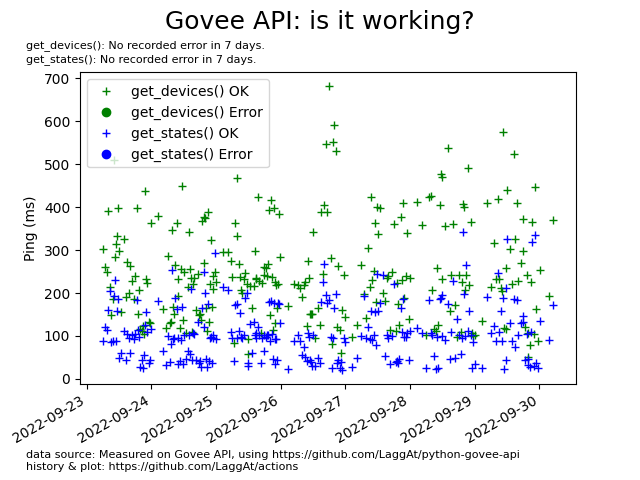 Govee API: is it working?
get_devices(): No recorded error in 7 days.
get_states(): No recorded error in 7 days.
get_devices() OK
get_devices() Error
get_states() OK
get_states() Error
Ping (ms)
700
600
500
400
300
200
100
0
2022-09-23
2022-09-24
2022-09-25
2022-09-26
2022-09-27
2022-09-28
2022-09-29
2022-09-30
data source: Measured on Govee API, using https://github.com/LaggAt/python-govee-api
history & plot: https://github.com/LaggAt/actions